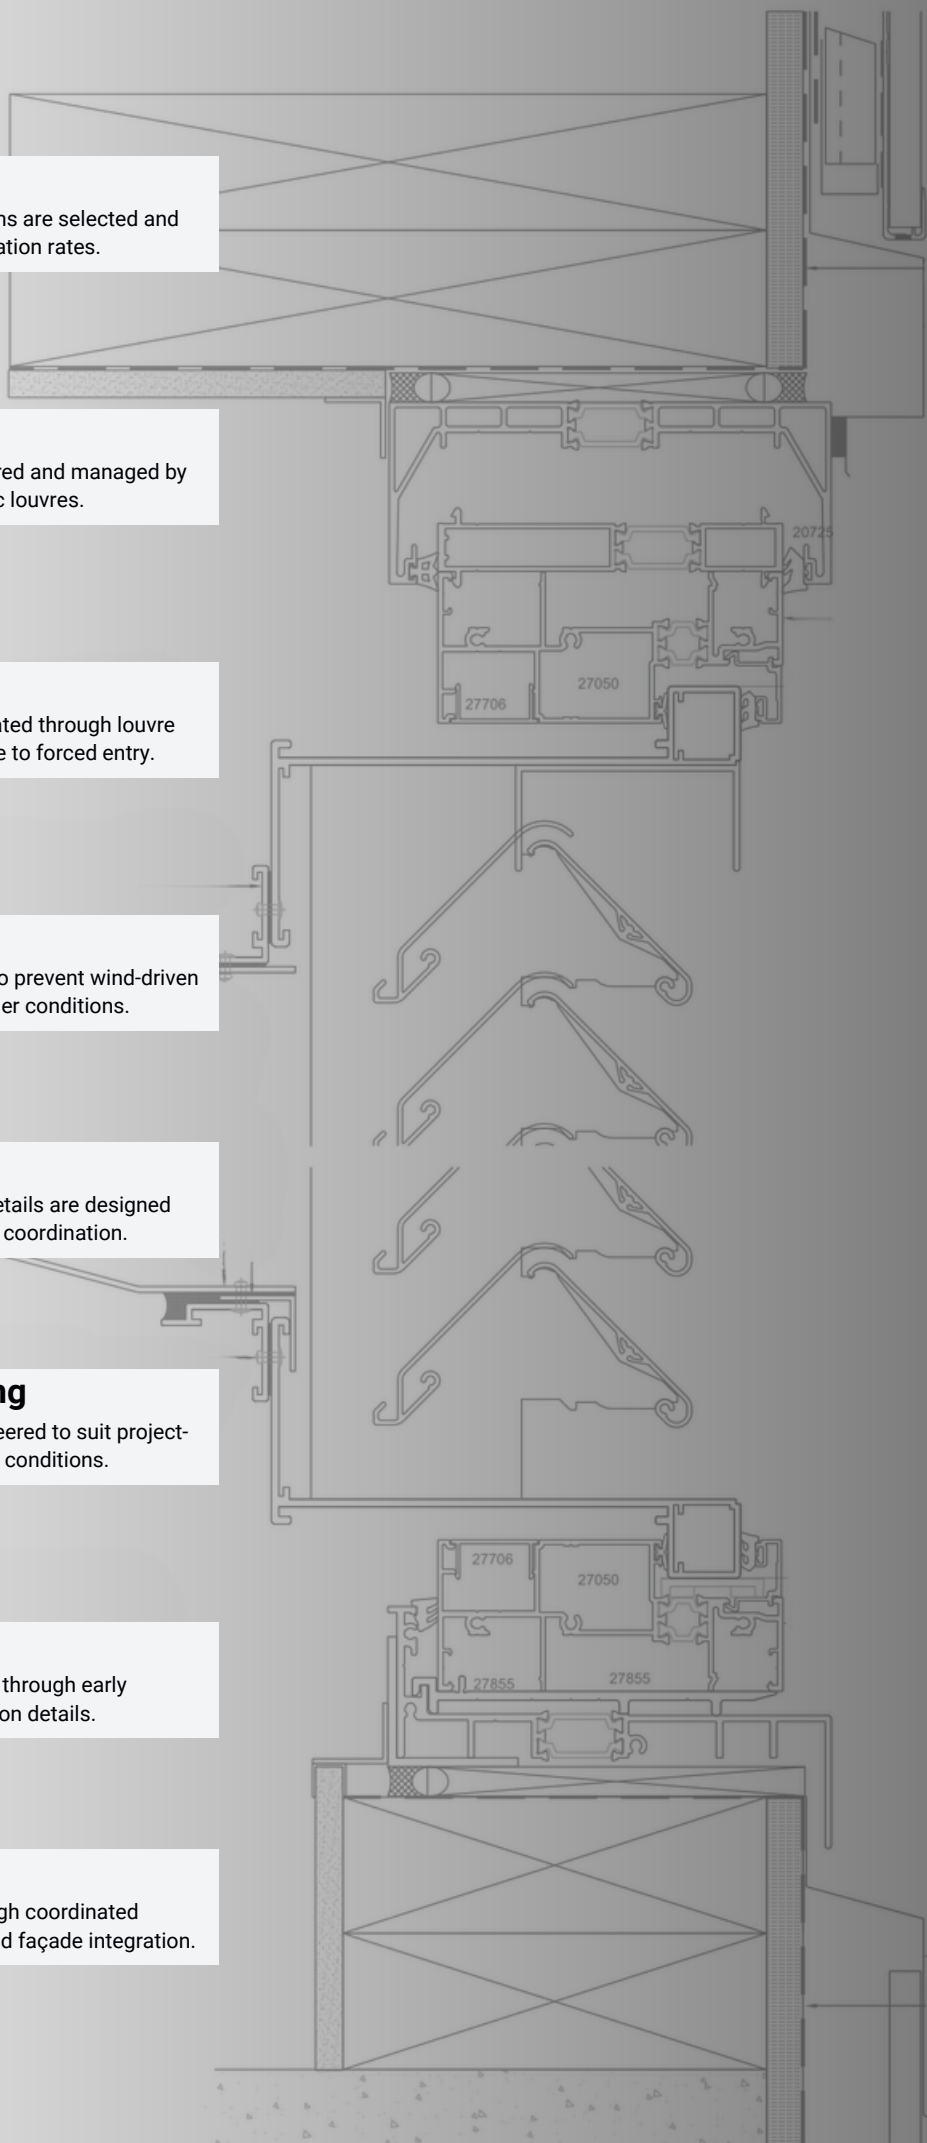 ns are selected and
ation rates.
red and managed by
c louvres.
20725
27050
27706
ated through louvre
e to forced entry.
o prevent wind-driven
er conditions.
etails are designed
coordination.
ng
eered to suit project-
conditions.
27706
27050
through early
on details.
27855
27855
gh coordinated
d façade integration.